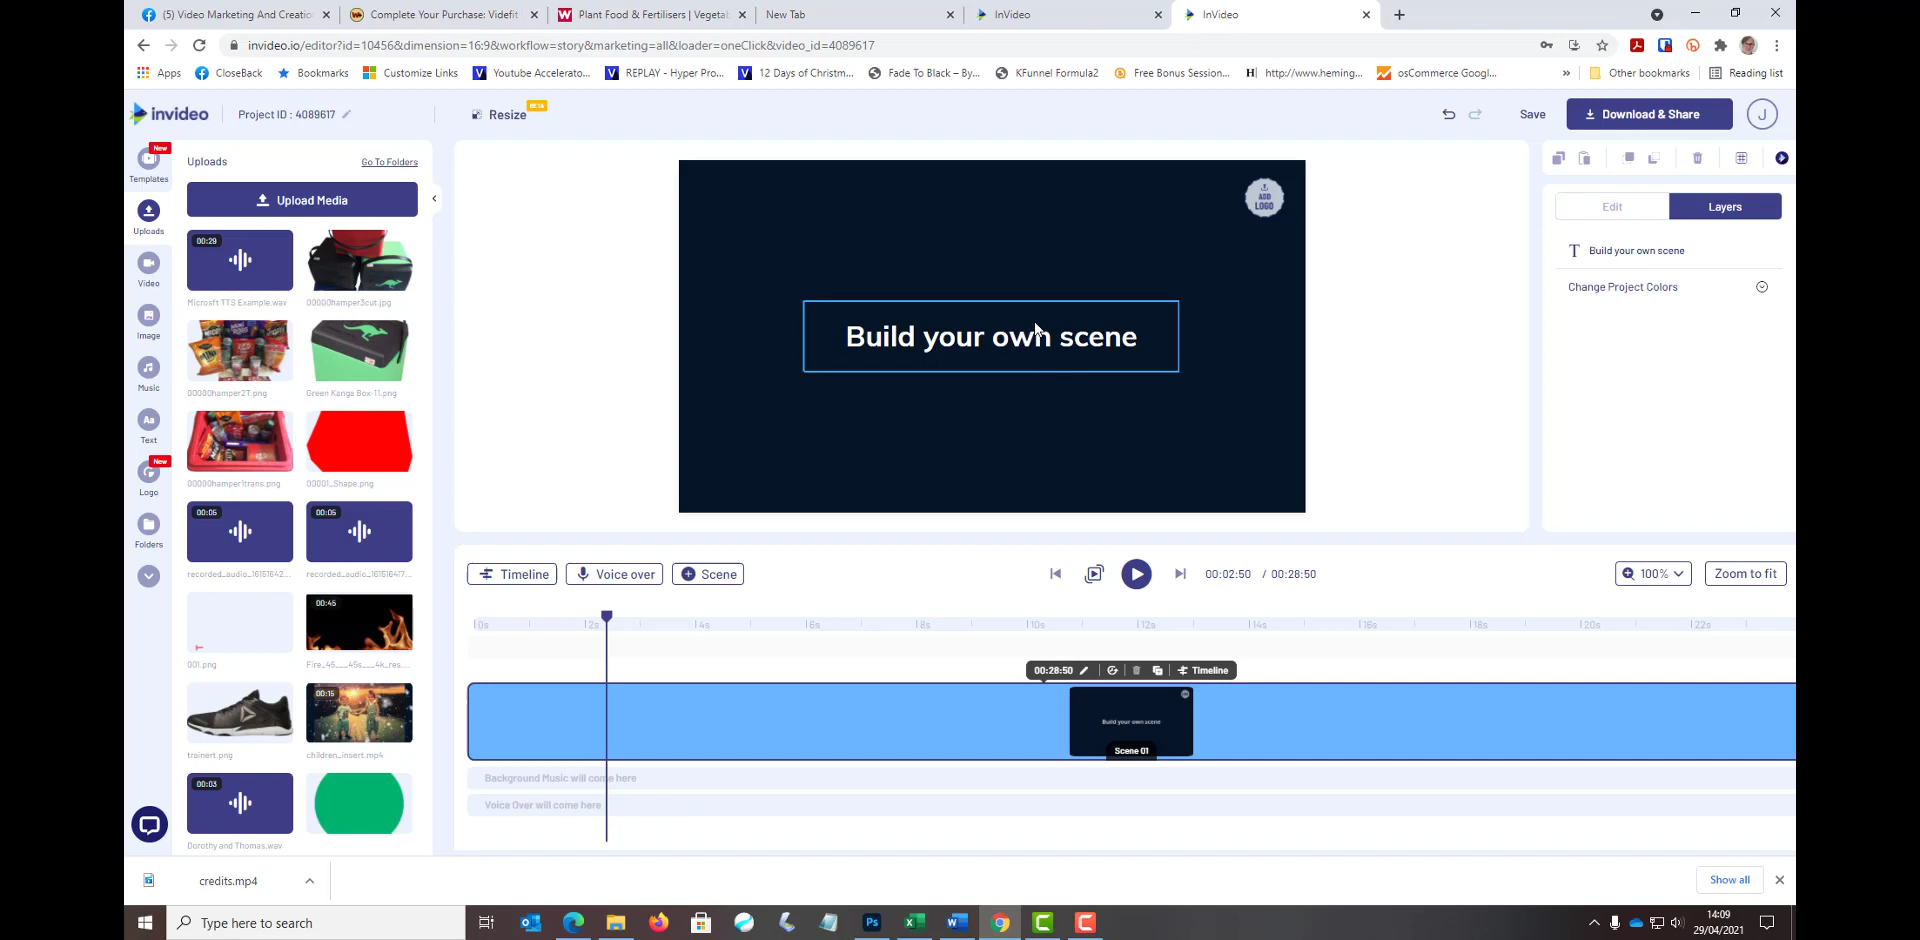 (5) Video Marketing And Creatio
Complete Your Purchase: Videfit
Plant Food & Fertilisers | Vegeta
New Tab
InVideo
InVideo
invideo.io/editor?id=10456&dimension=16:9&workflow=story&marketing=all&loader=oneClick&video_id=4089617
Apps
CloseBack
Bookmarks
Customize Links
Youtube Accelerato...
REPLAY - Hyper Pro...
12 Days of Christm...
Fade To Black – By...
KFunnel Formula2
Free Bonus Session...
http://www.heming...
osCommerce Googl...
»
Other bookmarks
Reading list
invideo
Project ID : 4089617
Resize
BETA
Save
Download & Share
J
New
Templates
Uploads
Video
Image
Music
Aa
Text
New
Logo
Folders
Uploads
Go To Folders
Upload Media
00:29
Microsft TTS Example.wav
00000hamper3cut.jpg
00000hamper2T.png
Green Kanga Box-11.png
00000hamper1trans.png
00001_Shape.png
00:05
00:05
recorded_audio_16151642...
recorded_audio_161516417...
00:45
001.png
Fire_45___45s___4k_res...
00:15
trainert.png
children_insert.mp4
00:03
Dorothy and Thomas.wav
ADD
LOGO
Build your own scene
Edit
Layers
T Build your own scene
Change Project Colors
Timeline
Voice over
Scene
00:02:50 / 00:28:50
100%
Zoom to fit
0s
2s
4s
6s
8s
10s
12s
14s
16s
18s
20s
22s
00:28:50
Timeline
Build your own scene
Scene 01
Background Music will come here
Voice Over will come here
credits.mp4
Show all
Type here to search
Ps
14:09
29/04/2021